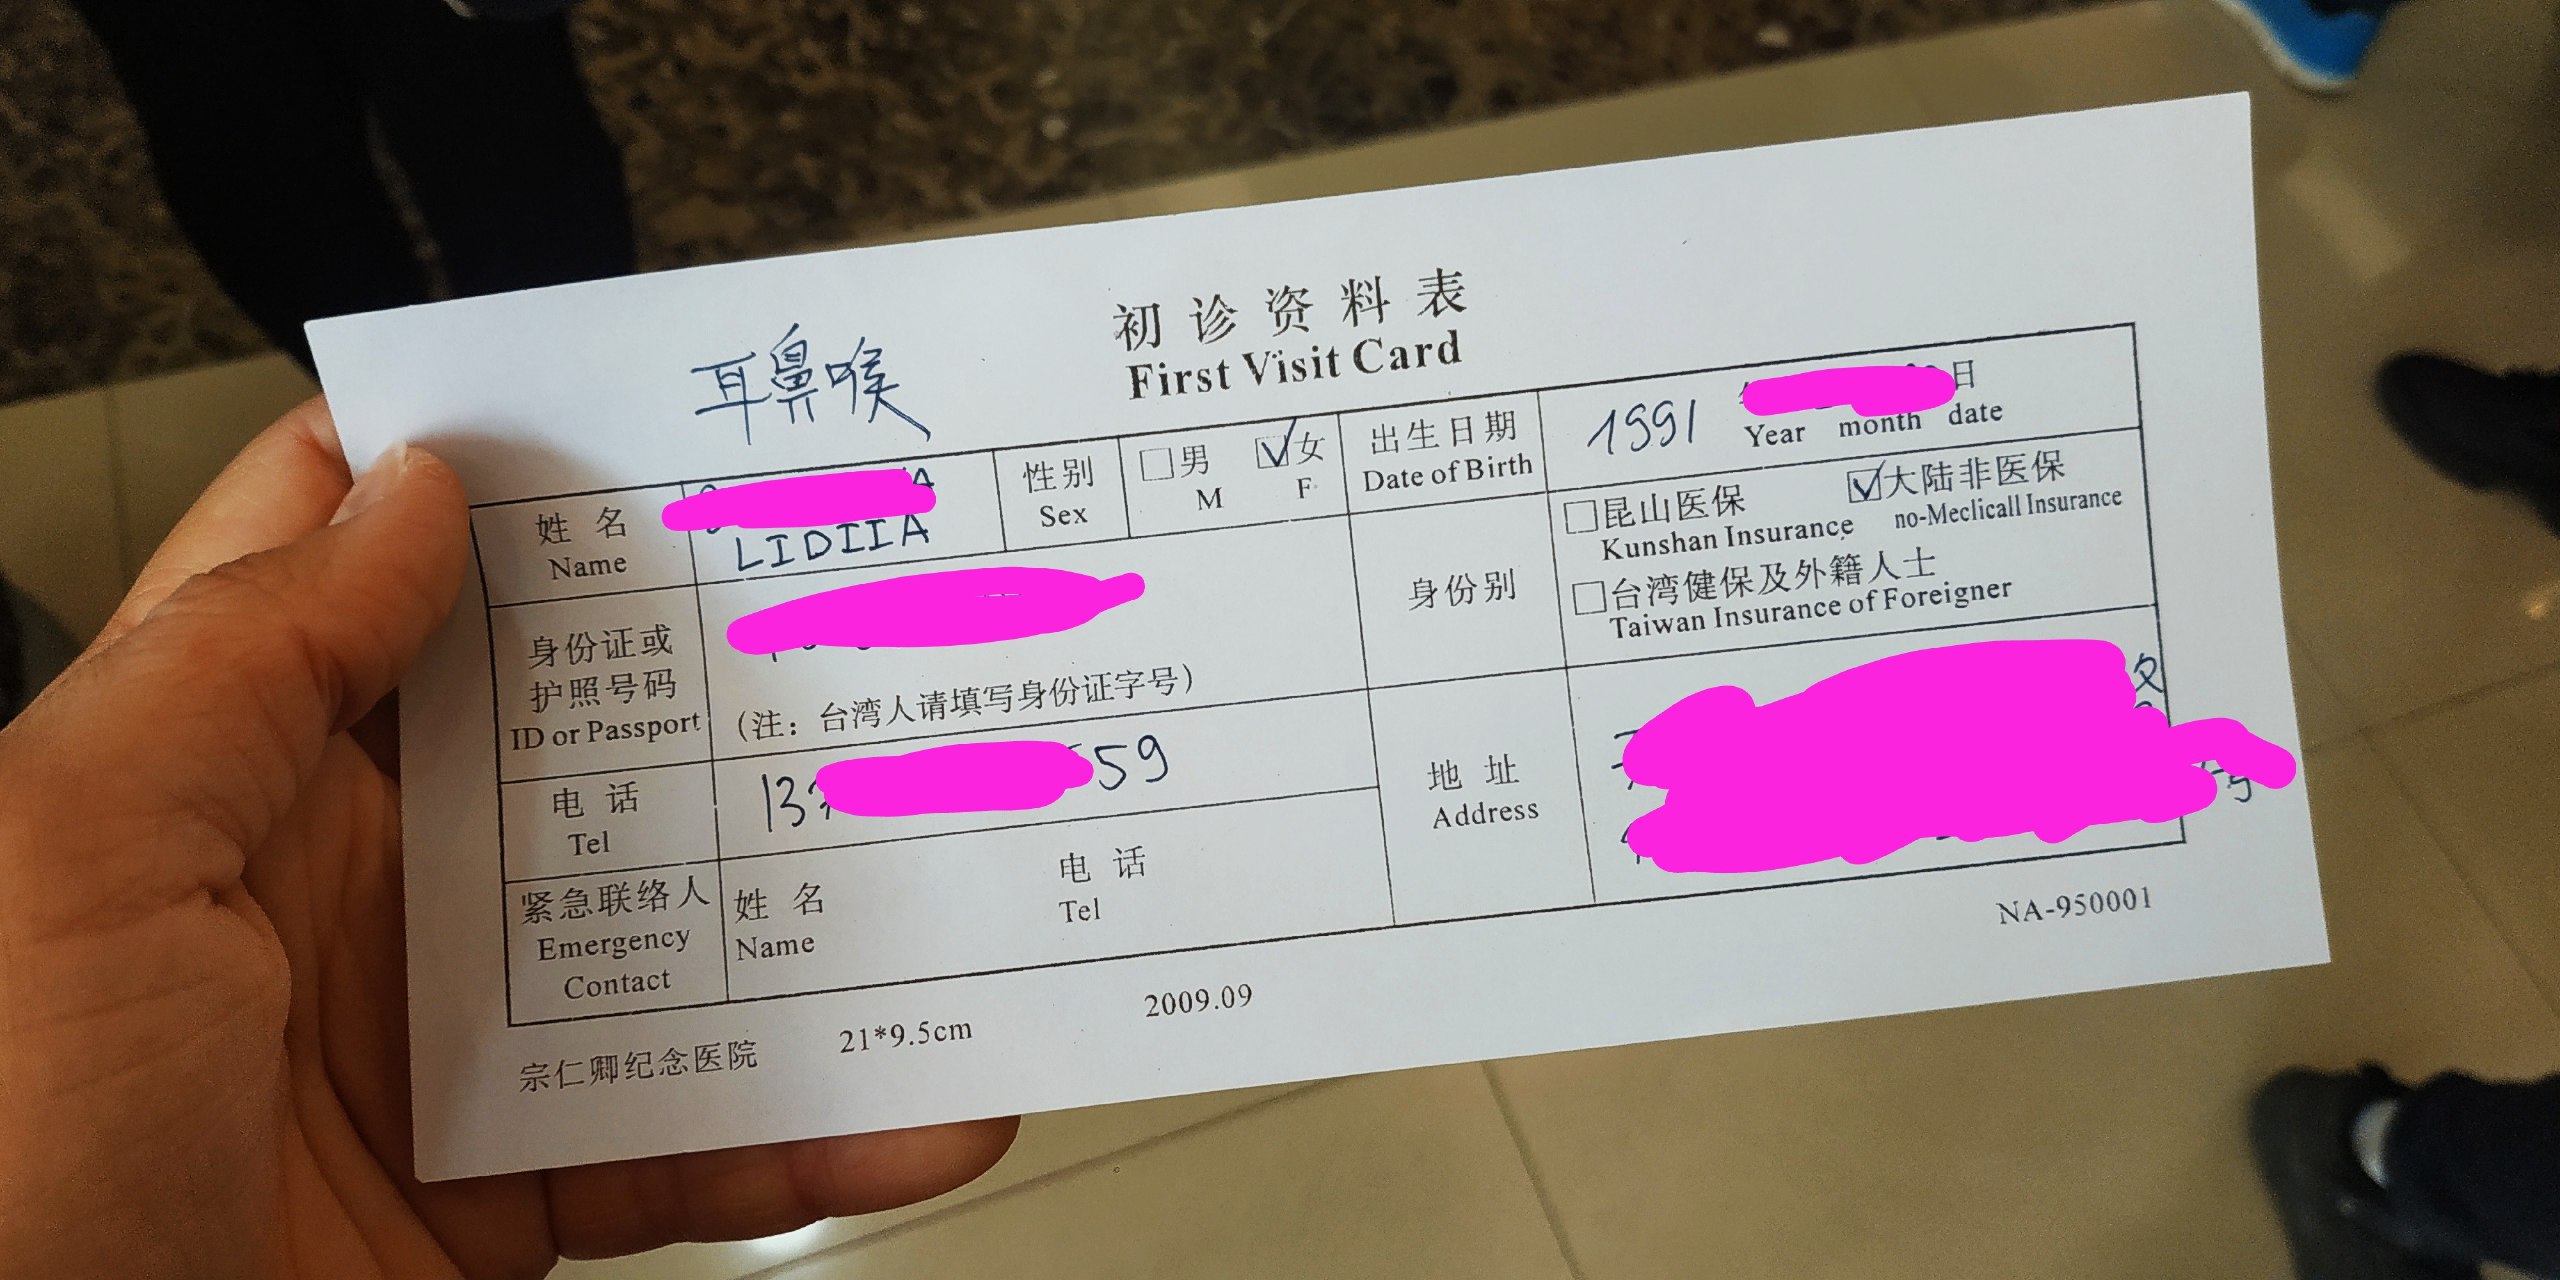 初诊资料表
First Visit Card
耳鼻喉
姓 名
Name
LIDIIA
性别
Sex
男
M
女
F
出生日期
Date of Birth
1991
日
Year month date
身份证或
护照号码
ID or Passport
(注：台湾人请填写身份证字号)
身份别
昆山医保
Kunshan Insurance
大陆非医保
no-Meclicall Insurance
台湾健保及外籍人士
Taiwan Insurance of Foreigner
电 话
Tel
13 59
地 址
Address
号
紧急联络人
Emergency
Contact
姓 名
Name
电 话
Tel
NA-950001
宗仁卿纪念医院
21*9.5cm
2009.09